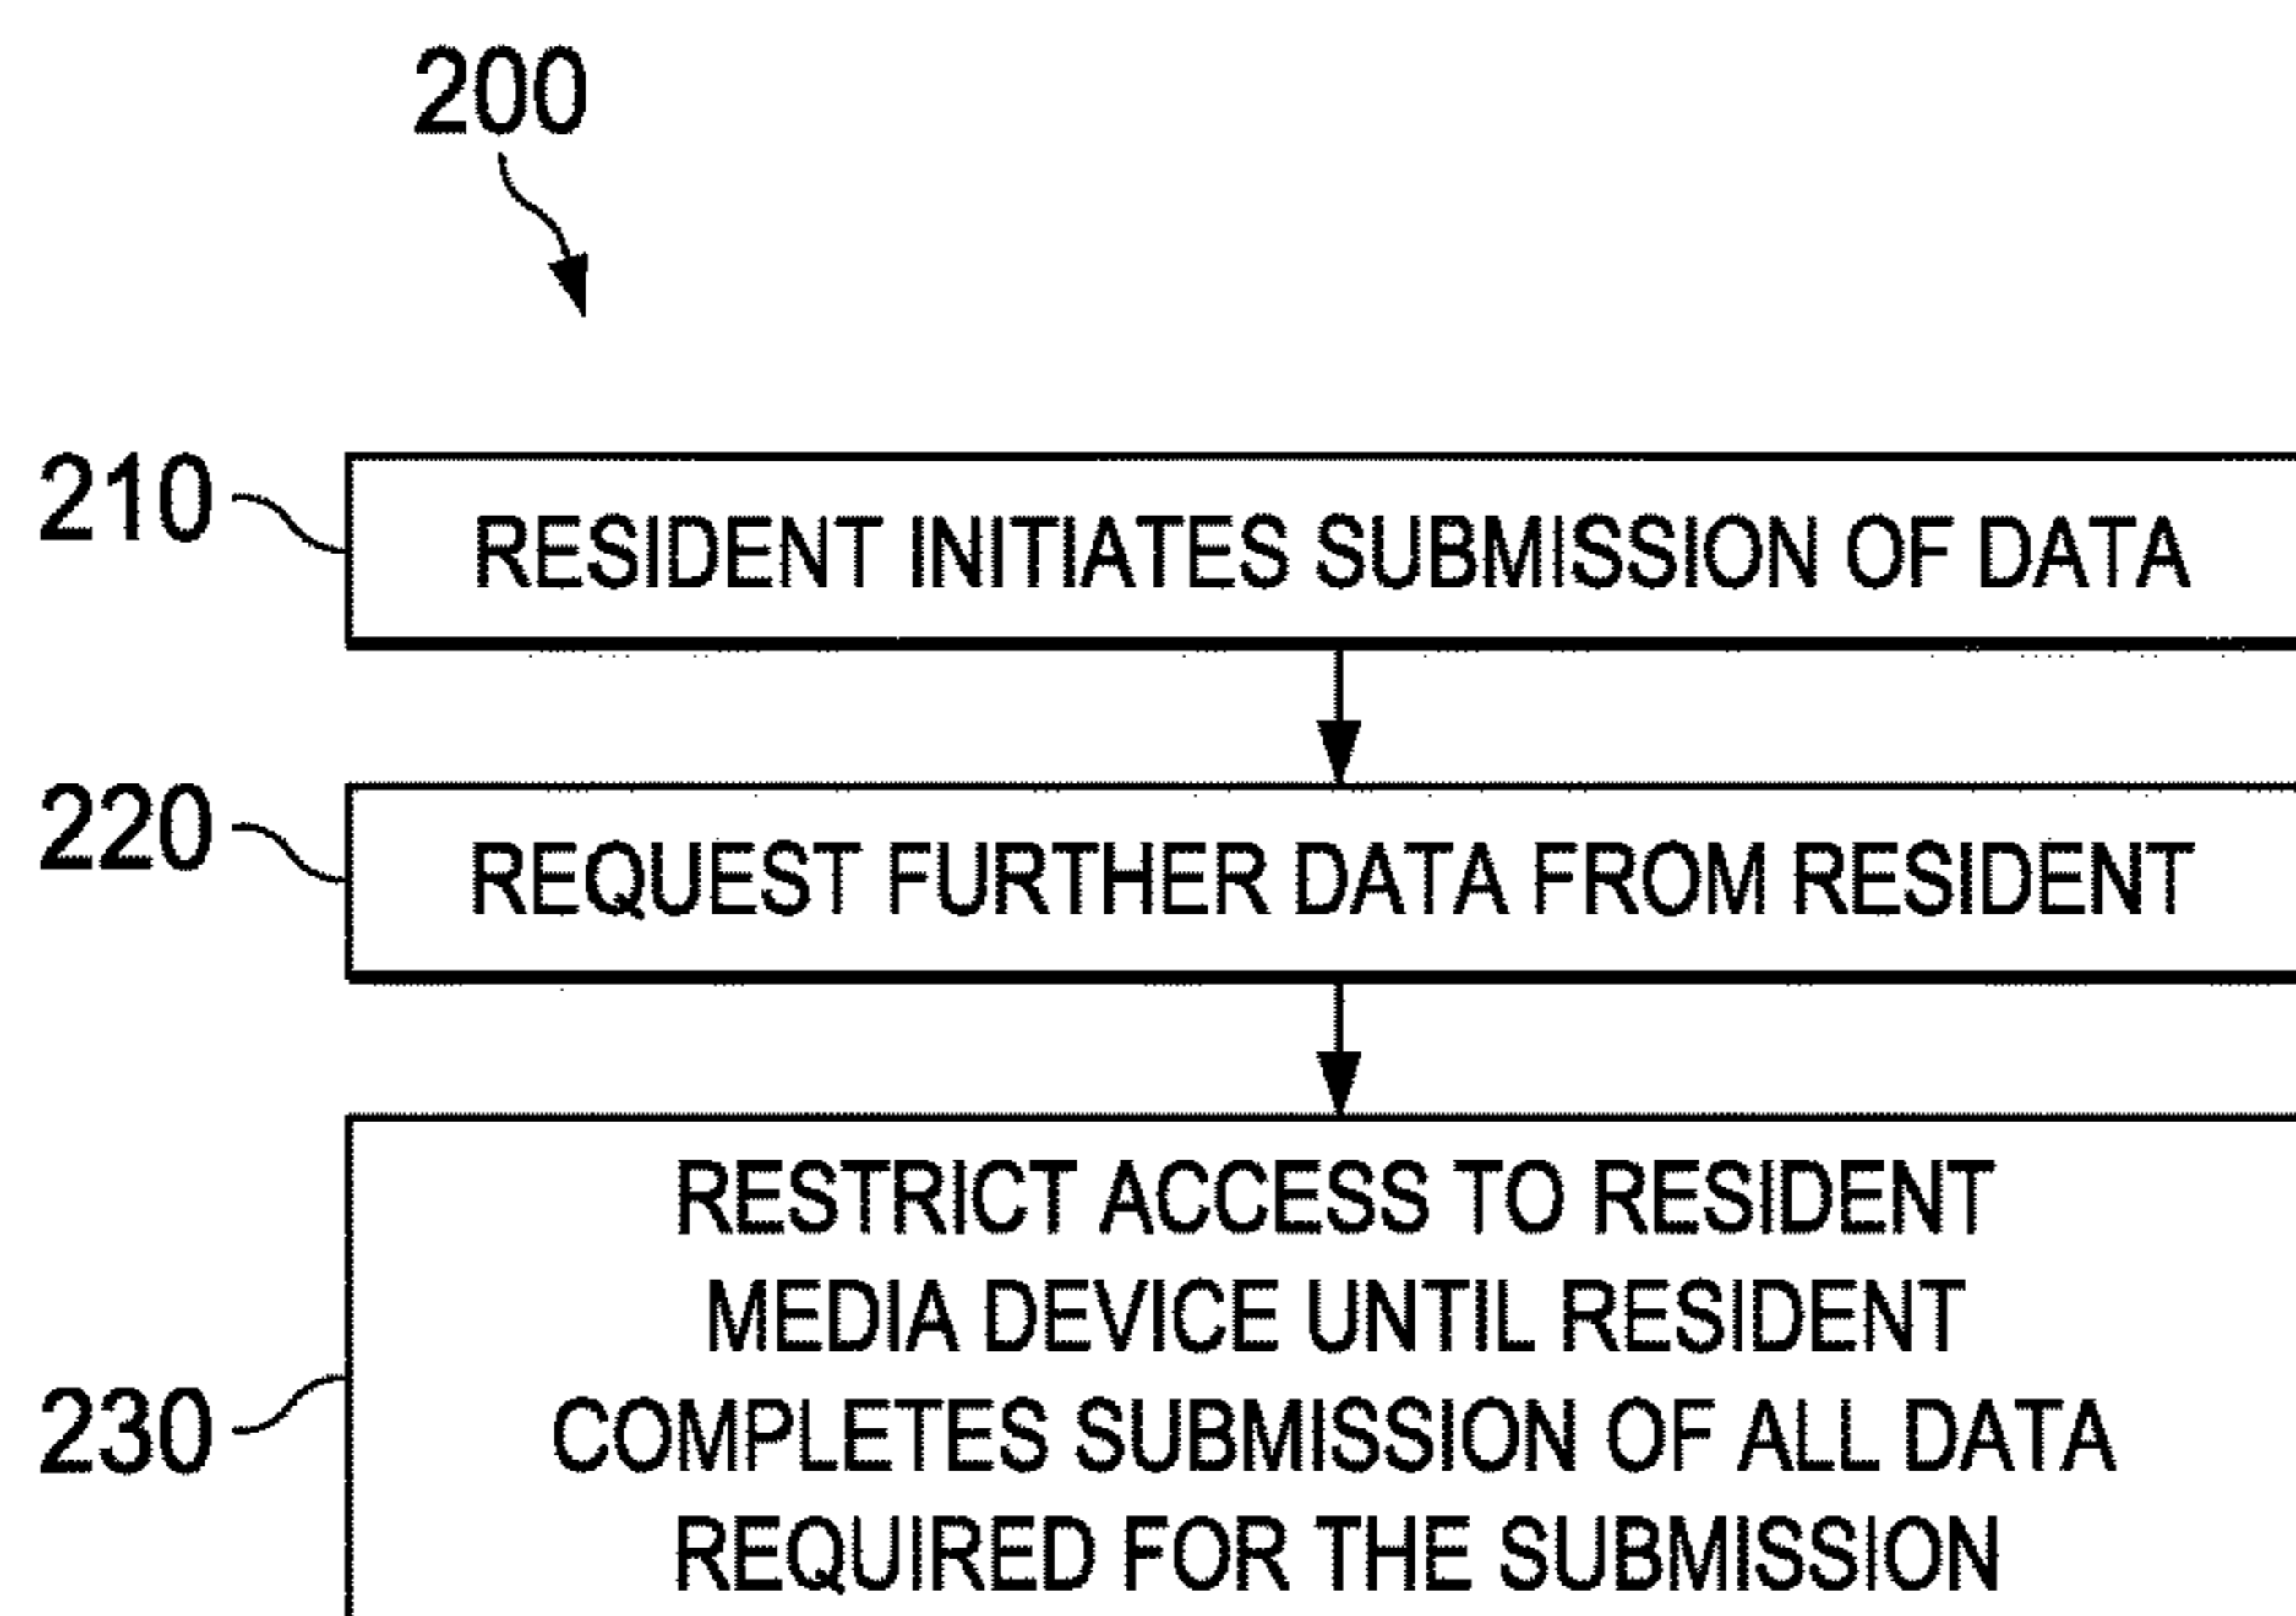 200
210
RESIDENT INITIATES SUBMISSION OF DATA
220
REQUEST FURTHER DATA FROM RESIDENT
230
RESTRICT ACCESS TO RESIDENT
MEDIA DEVICE UNTIL RESIDENT
COMPLETES SUBMISSION OF ALL DATA
REQUIRED FOR THE SUBMISSION